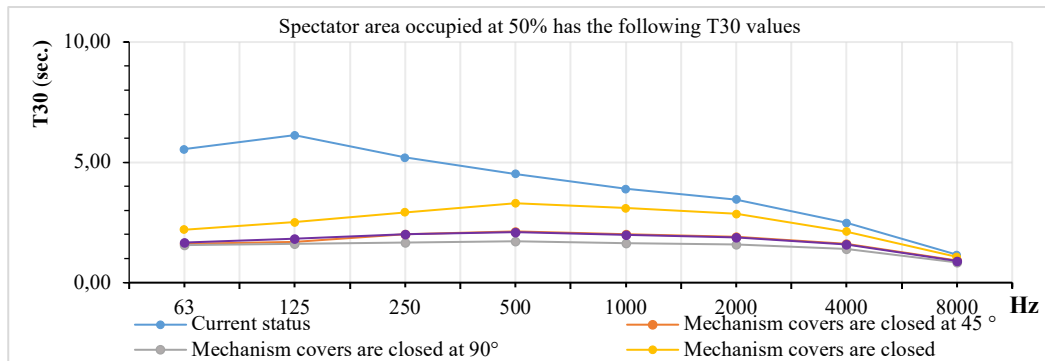 Spectator area occupied at 50% has the following T30 values
10,00
T30 (sec.)
5,00
0,00
63 125 250 500 1000 2000 4000 8000 Hz
Current status
Mechanism covers are closed at 45 °
Mechanism covers are closed at 90°
Mechanism covers are closed